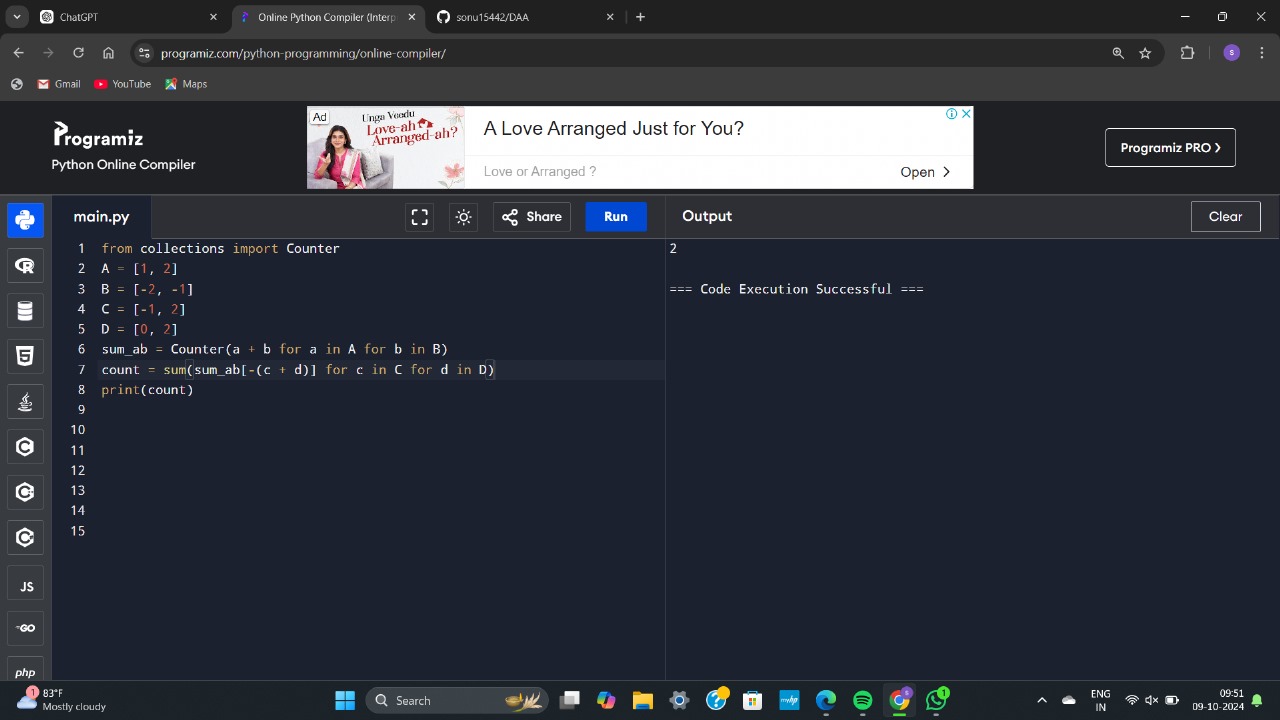 ChatGPT
Online Python Compiler (Interp
sonu15442/DAA
programiz.com/python-programming/online-compiler/
S
Gmail
YouTube
Maps
Programiz
Python Online Compiler
Ad
Unga Veedu
Love-ah
Arranged-ah?
A Love Arranged Just for You?
Love or Arranged ?
Open
Programiz PRO
main.py
Share
Run
Output
Clear
1 from collections import Counter
2 A = [1, 2]
3 B = [-2, -1]
4 C = [-1, 2]
5 D = [0, 2]
6 sum_ab = Counter(a + b for a in A for b in B)
7 count = sum(sum_ab[-(c + d)] for c in C for d in D)
8 print(count)
9
10
11
12
13
14
15
2
=== Code Execution Successful ===
R
5
C
C
C
JS
GO
php
1
83°F
Mostly cloudy
Search
myhp
1
ENG
IN
09:51
09-10-2024